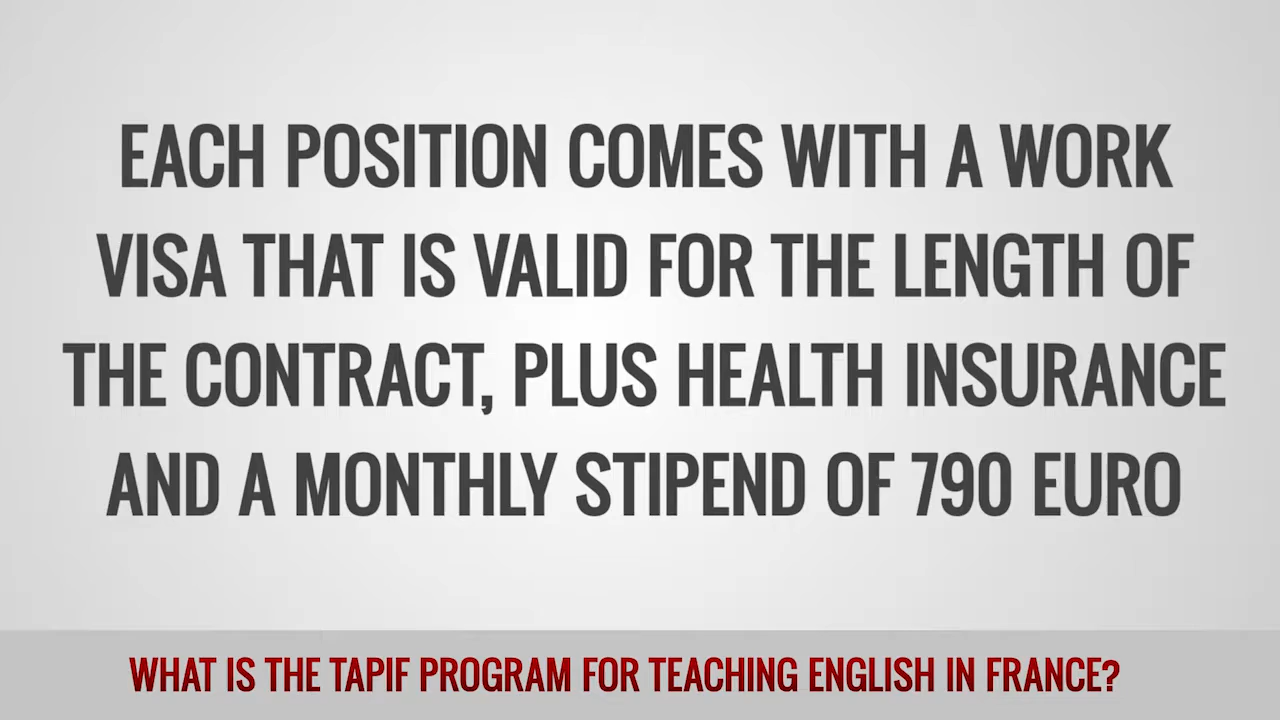 EACH POSITION COMES WITH A WORK
VISA THAT IS VALID FOR THE LENGTH OF
THE CONTRACT, PLUS HEALTH INSURANCE
AND A MONTHLY STIPEND OF 790 EURO
WHAT IS THE TAPIF PROGRAM FOR TEACHING ENGLISH IN FRANCE?